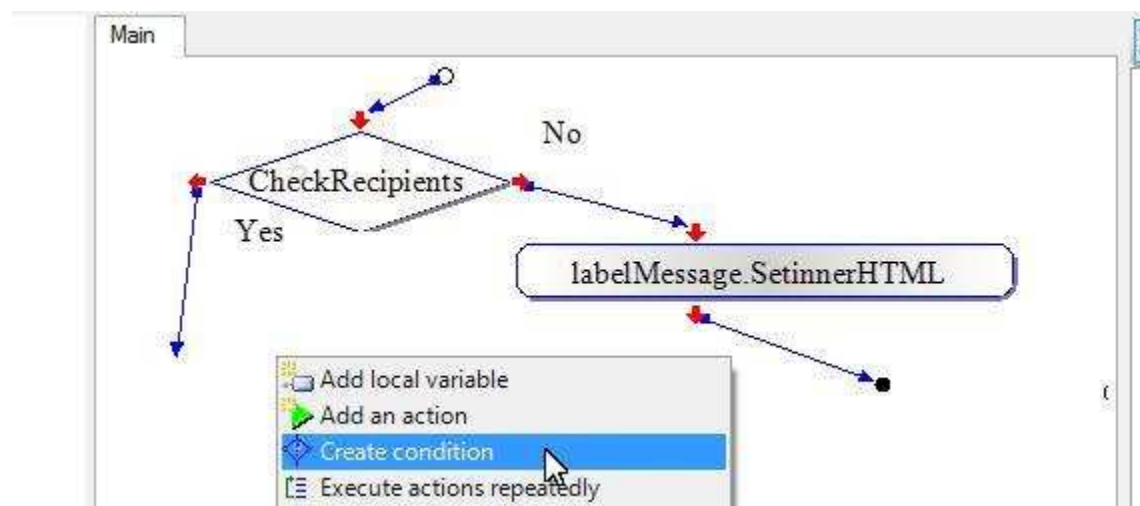 Main
No
CheckRecipients
Yes
labelMessage.SetinnerHTML
Add local variable
Add an action
Create condition
Execute actions repeatedly